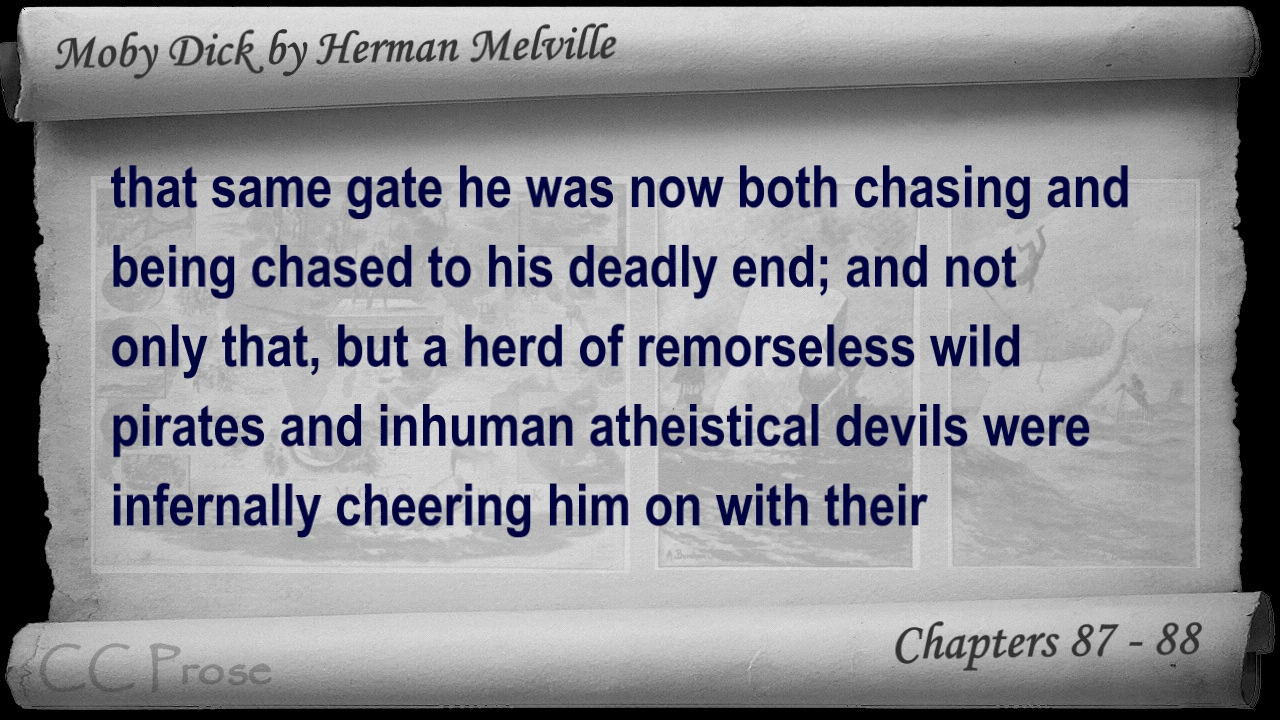 Moby Dick by Herman Melville
that same gate he was now both chasing and
being chased to his deadly end; and not
only that, but a herd of remorseless wild
pirates and inhuman atheistical devils were
infernally cheering him on with their
Chapters 87 - 88
CC Prose